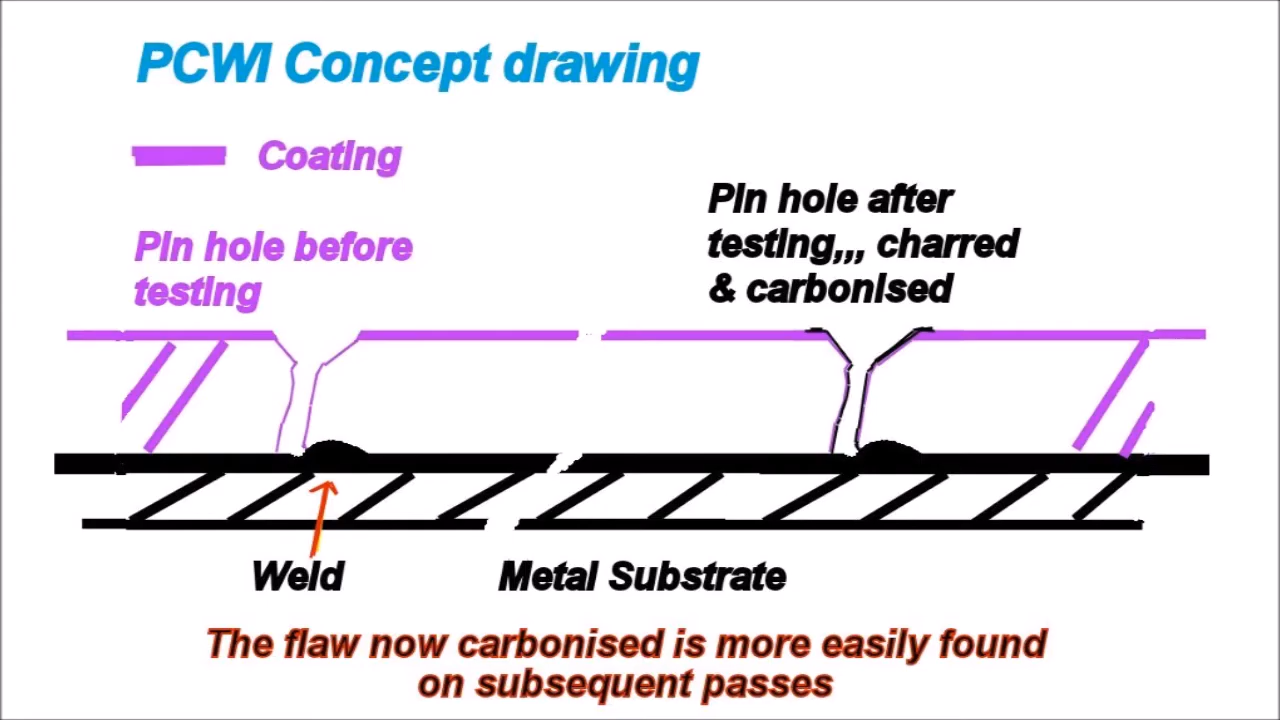 PCWI Concept drawing
Coating
Pin hole before
testing
Pin hole after
testing,,, charred
& carbonised
Weld
Metal Substrate
The flaw now carbonised is more easily found
on subsequent passes